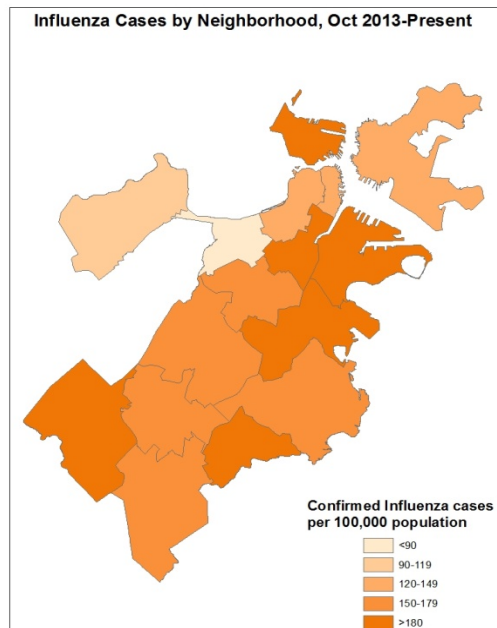 Influenza Cases by Neighborhood, Oct 2013-Present
Confirmed Influenza cases
per 100,000 population
<90
90-119
120-149
150-179
>180